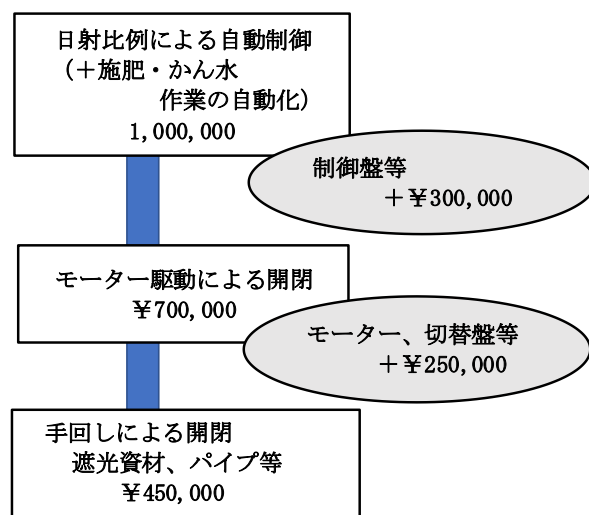 日射比例による自動制御
(＋施肥・かん水
作業の自動化)
1,000,000
制御盤等
＋￥300,000
モーター駆動による開閉
￥700,000
モーター、切替盤等
＋￥250,000
手回しによる開閉
遮光資材、パイプ等
￥450,000